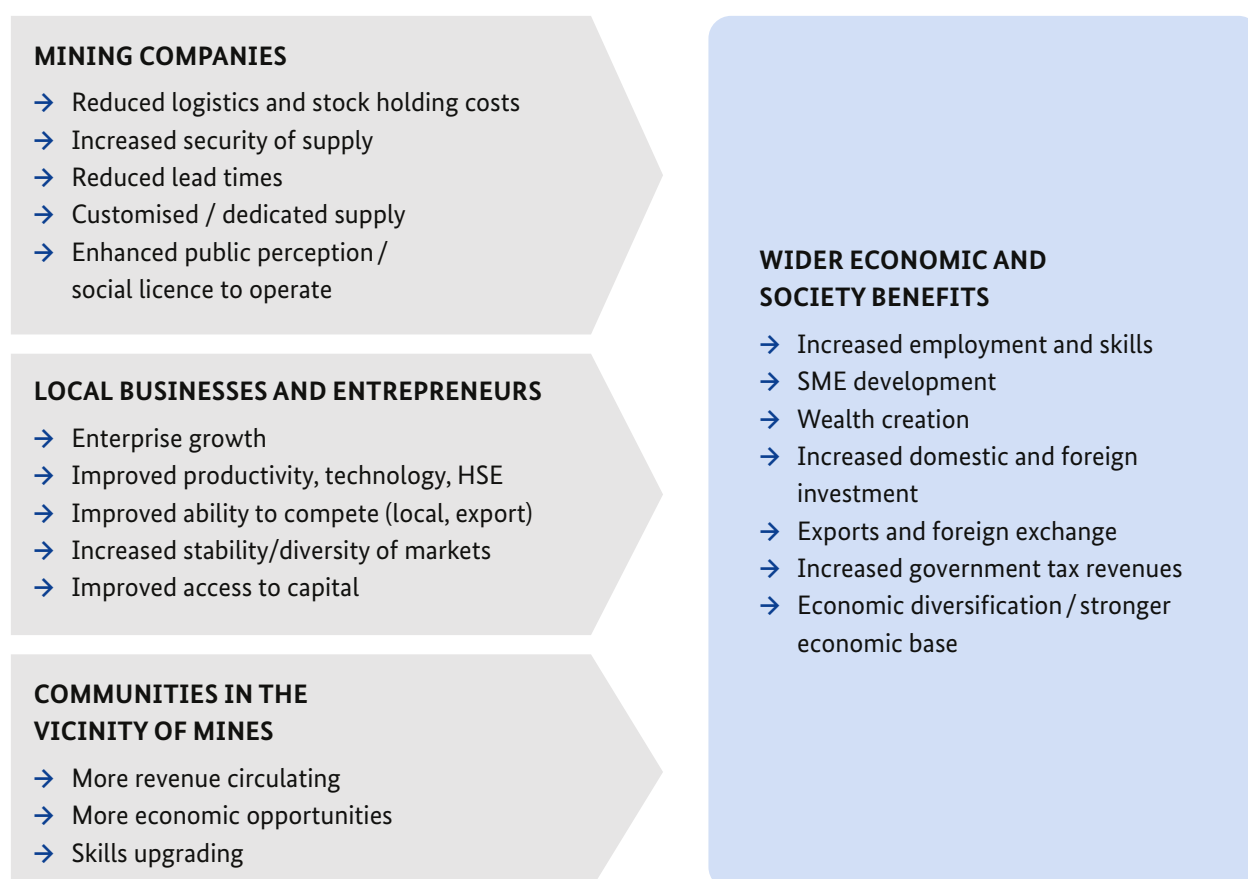 MINING COMPANIES
→ Reduced logistics and stock holding costs
→ Increased security of supply
→ Reduced lead times
→ Customised / dedicated supply
→ Enhanced public perception /
social licence to operate
LOCAL BUSINESSES AND ENTREPRENEURS
→ Enterprise growth
→ Improved productivity, technology, HSE
→ Improved ability to compete (local, export)
→ Increased stability/diversity of markets
→ Improved access to capital
COMMUNITIES IN THE
VICINITY OF MINES
→ More revenue circulating
→ More economic opportunities
→ Skills upgrading
WIDER ECONOMIC AND
SOCIETY BENEFITS
→ Increased employment and skills
→ SME development
→ Wealth creation
→ Increased domestic and foreign
investment
→ Exports and foreign exchange
→ Increased government tax revenues
→ Economic diversification / stronger
economic base